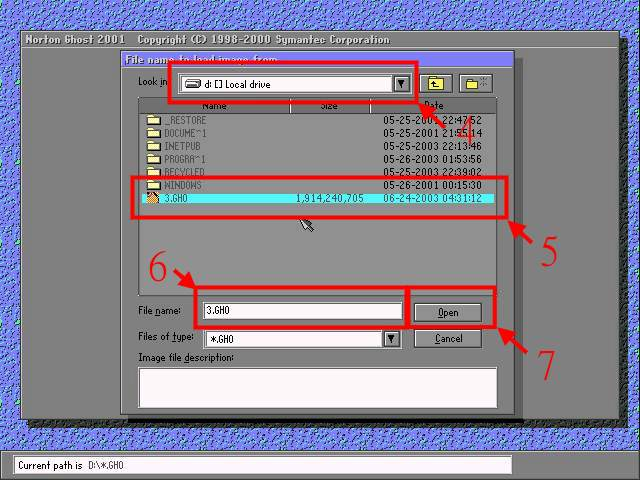 Norton Ghost 2001 Copyright (C) 1998-2000 Symantec Corporation
File name to load image from
Look in: d: [] Local drive
4
Name Size Date
_RESTORE 05-25-2001 22:47:52
DOCUME~1 05-25-2001 21:55:14
INETPUB 05-25-2003 22:13:46
PROGRA~1 05-26-2003 01:53:56
RECYCLED 05-25-2003 22:39:02
WINDOWS 05-26-2001 00:15:30
3.GHO 1,914,240,705 06-24-2003 04:31:12
5
6
File name: 3.GHO Open
7
Files of type: *.GHO Cancel
Image file description:
Current path is D:\*.GHO